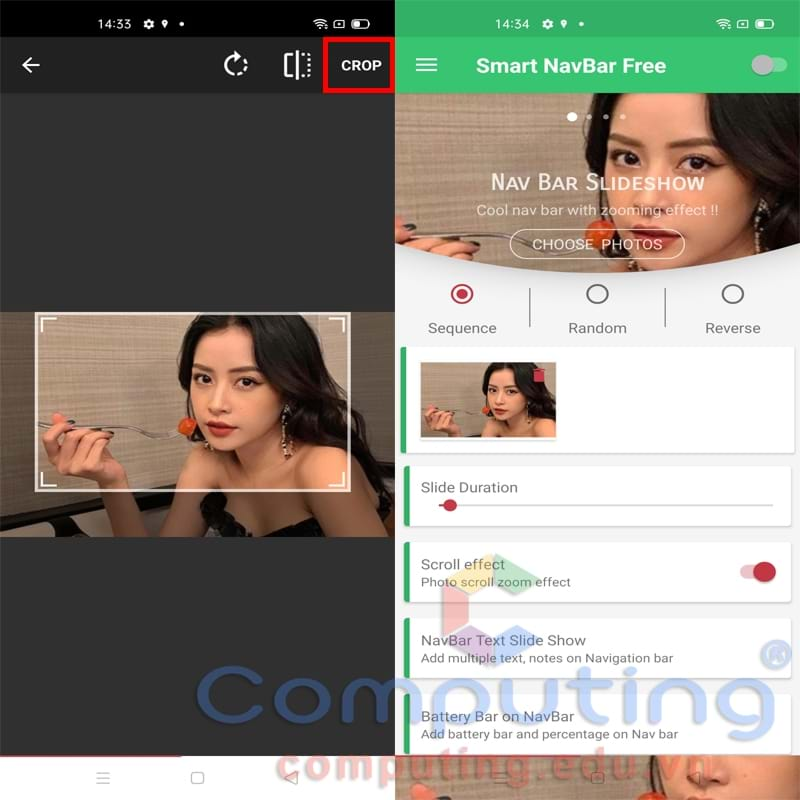 14:33
CROP
14:34
Smart NavBar Free
Nav Bar Slideshow
Cool nav bar with zooming effect !!
CHOOSE PHOTOS
Sequence
Random
Reverse
Slide Duration
Scroll effect
Photo scroll zoom effect
NavBar Text Slide Show
Add multiple text, notes on Navigation bar
Battery Bar on NavBar
Add battery bar and percentage on Nav bar
Computing®
computing.edu.vn